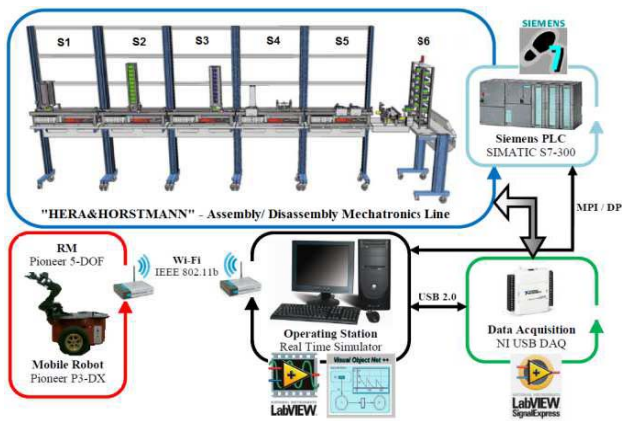 S1 S2 S3 S4 S5 S6
SIEMENS
7
Siemens PLC
SIMATIC S7-300
"HERA&HORSTMANN" - Assembly/ Disassembly Mechatronics Line
MPI / DP
RM
Pioneer 5-DOF
Wi-Fi
IEEE 802.11b
Mobile Robot
Pioneer P3-DX
Operating Station
Real Time Simulator
USB 2.0
Data Acquisition
NI USB DAQ
LabVIEW
Visual Object Net ++
LabVIEW
SignalExpress